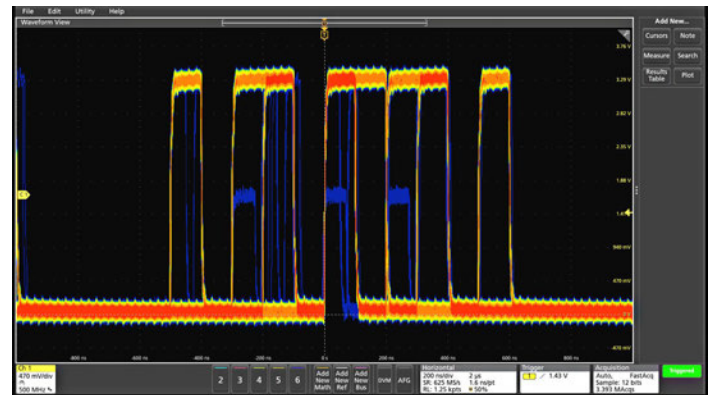 File Edit Utility Help
Waveform View
Add New...
Cursors Note
Measure Search
Results Table Plot
3.76 V
3.29 V
2.82 V
2.35 V
1.88 V
1.41 V
940 mV
470 mV
-470 mV
C1
-800 ns -600 ns -400 ns -200 ns 0 s 200 ns 400 ns 600 ns 800 ns
Ch 1
470 mV/div
500 MHz
2 3 4 5 6
Add New Math
Add New Ref
Add New Bus
DVM AFG
Horizontal
200 ns/div 2 µs
SR: 625 MS/s 1.6 ns/pt
RL: 1.25 kpts 50%
Trigger
1 1.43 V
Acquisition
Auto, FastAcq
Sample: 12 bits
3.393 MAcqs
Triggered